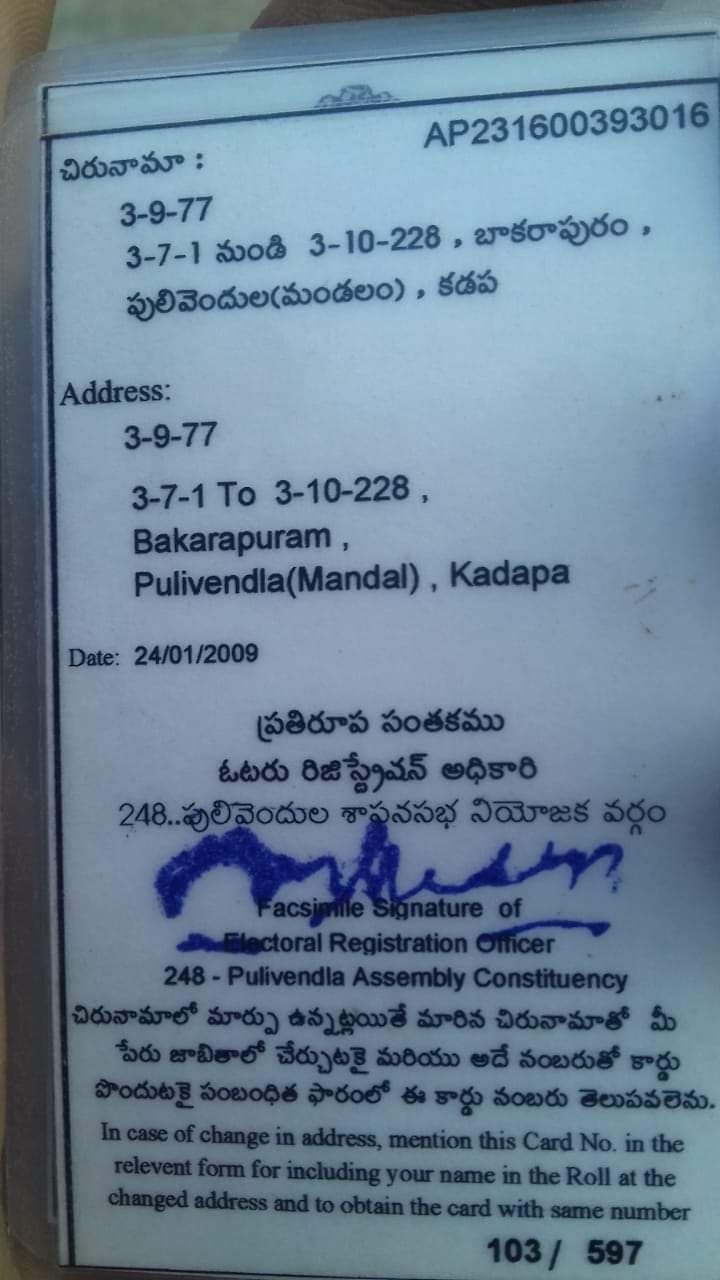 AP231600393016
చిరునామా :
3-9-77
3-7-1 నుండి 3-10-228 , బాకరాపురం ,
పులివెందుల(మండలం) , కడప
Address:
3-9-77
3-7-1 To 3-10-228 ,
Bakarapuram ,
Pulivendla(Mandal) , Kadapa
Date: 24/01/2009
ప్రతిరూప సంతకము
ఓటరు రిజిస్ట్రేషన్ అధికారి
248..పులివెందుల శాసనసభ నియోజక వర్గం
Facsimile Signature of
Electoral Registration Officer
248 - Pulivendla Assembly Constituency
చిరునామాలో మార్పు ఉన్నట్లయితే మారిన చిరునామాతో మీ
పేరు జాబితాలో చేర్చుటకై మరియు అదే నంబరుతో కార్డు
పొందుటకై సంబంధిత ఫారంలో ఈ కార్డు నంబరు తెలుపవలెను.
In case of change in address, mention this Card No. in the
relevent form for including your name in the Roll at the
changed address and to obtain the card with same number
103 / 597